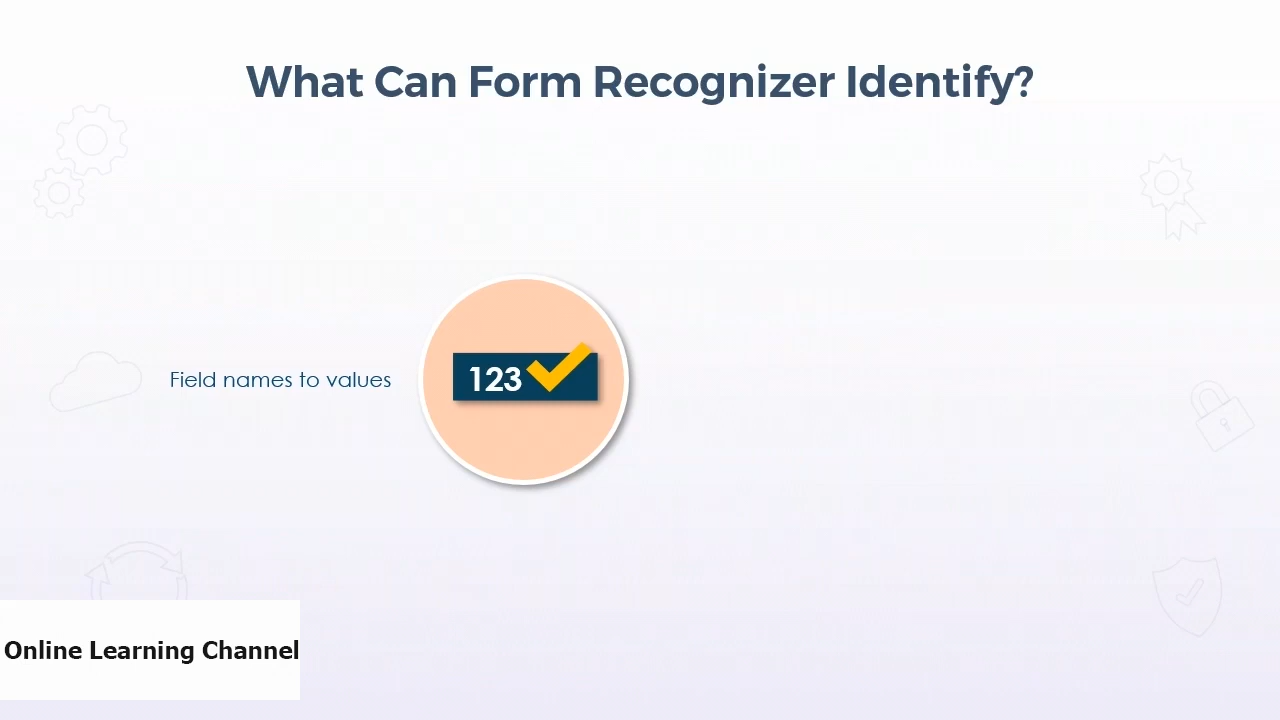 What Can Form Recognizer Identify?
Field names to values
123
Online Learning Channel